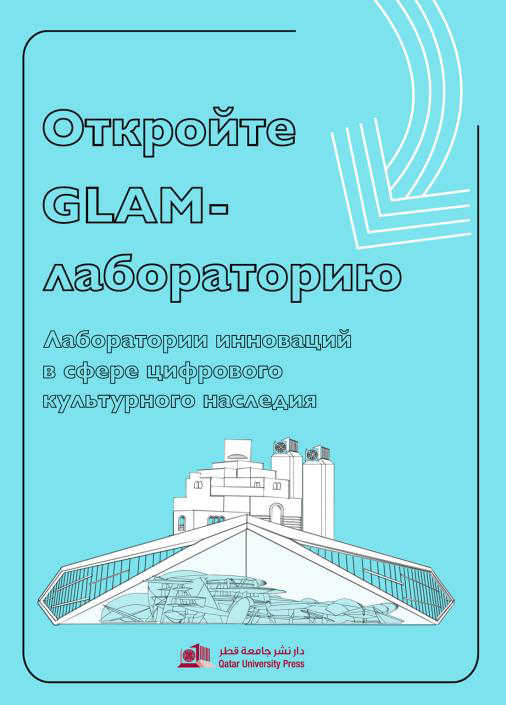 Откройте
GLAM-
лабораторию
Лаборатории инноваций
в сфере цифрового
культурного наследия
دار نشر جامعة قطر
Qatar University Press